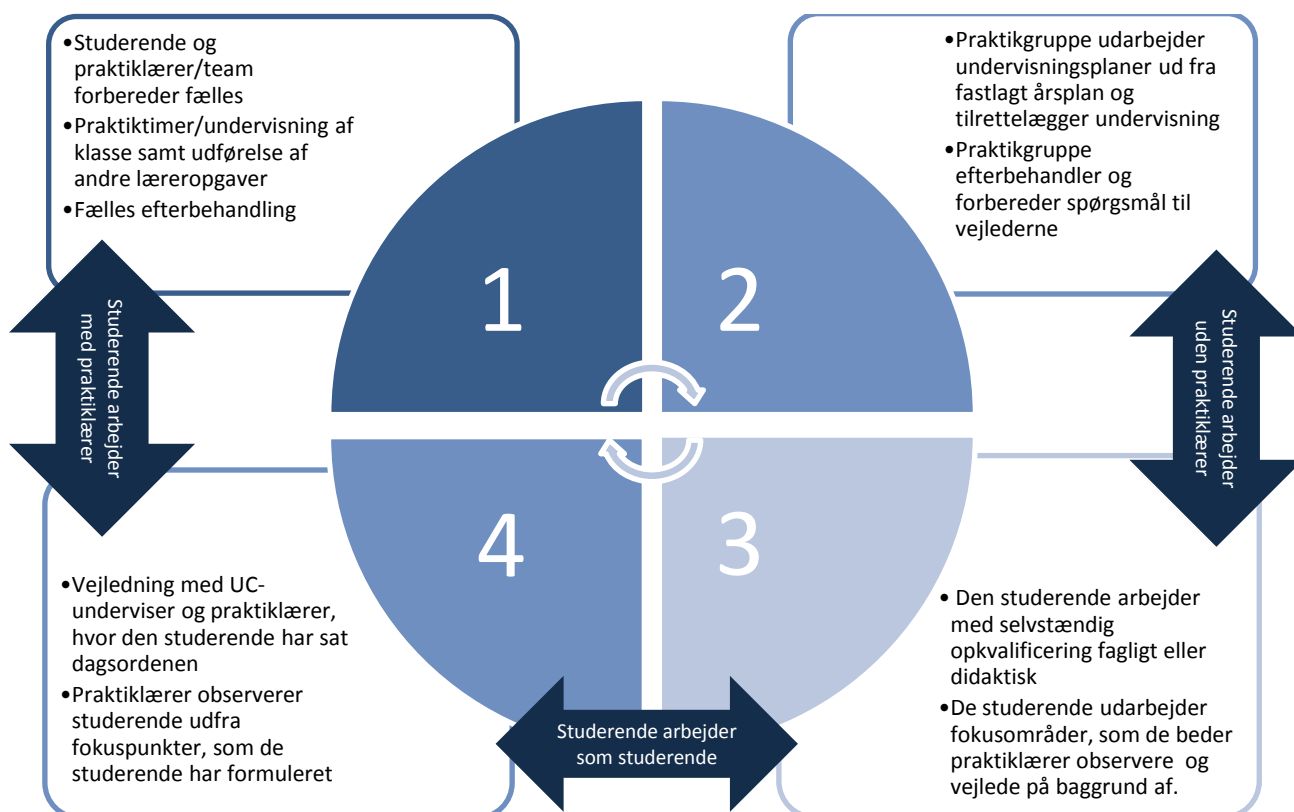 •Studerende og
praktiklærer/team
forbereder fælles
•Praktiktimer/undervisning af
klasse samt udførelse af
andre læreropgaver
•Fælles efterbehandling
•Praktikgruppe udarbejder
undervisningsplaner ud fra
fastlagt årsplan og
tilrettelægger undervisning
•Praktikgruppe
efterbehandler og
forbereder spørgsmål til
vejlederne
1
2
Studerende arbejder
med praktiklærer
Studerende arbejder
uden praktiklærer
4
3
•Vejledning med UC-
underviser og praktiklærer,
hvor den studerende har sat
dagsordenen
•Praktiklærer observerer
studerende udfra
fokuspunkter, som de
studerende har formuleret
Studerende arbejder
som studerende
• Den studerende arbejder
med selvstændig
opkvalificering fagligt eller
didaktisk
•De studerende udarbejder
fokusområder, som de beder
praktiklærer observere og
vejlede på baggrund af.